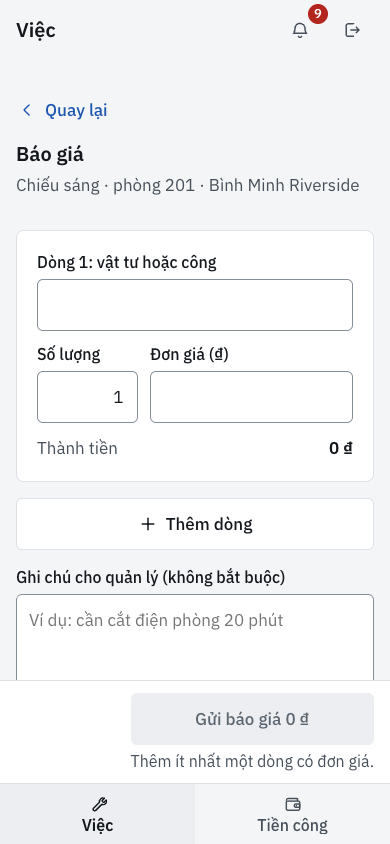 Việc
9
Quay lại
Báo giá
Chiếu sáng · phòng 201 · Bình Minh Riverside
Dòng 1: vật tư hoặc công
Số lượng
Đơn giá (₫)
1
Thành tiền
0 ₫
Thêm dòng
Ghi chú cho quản lý (không bắt buộc)
Ví dụ: cần cắt điện phòng 20 phút
Gửi báo giá 0 ₫
Thêm ít nhất một dòng có đơn giá.
Việc
Tiền công